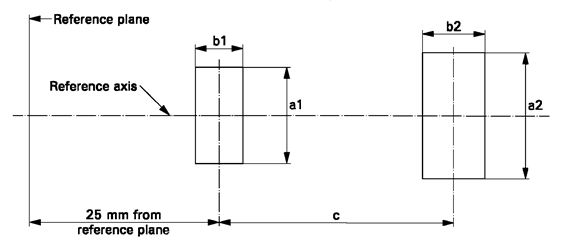 Reference plane
b1
b2
Reference axis
a1
a2
25 mm from
reference plane
c